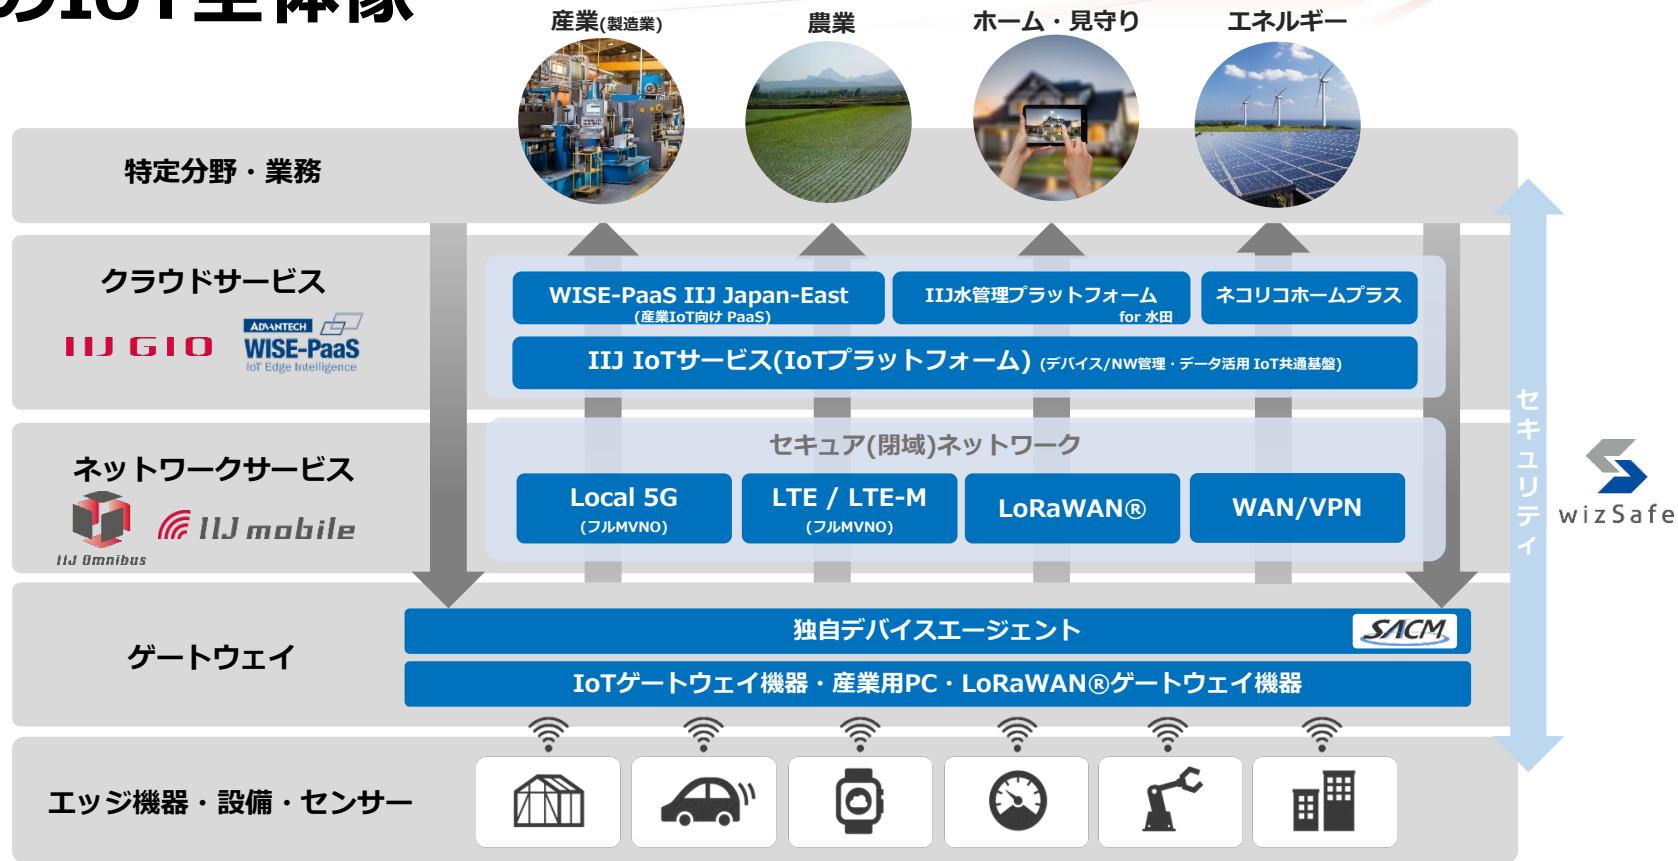 のIoT全体像
産業(製造業)
農業
ホーム・見守り
エネルギー
特定分野・業務
クラウドサービス
IIJ GIO
ADVANTECH
WISE-PaaS
IoT Edge Intelligence
WISE-PaaS IIJ Japan-East
(産業IoT向け PaaS)
IIJ水管理プラットフォーム
for 水田
ネコリコホームプラス
IIJ IoTサービス(IoTプラットフォーム) (デバイス/NW管理・データ活用 IoT共通基盤)
ネットワークサービス
IIJ Omnibus
IIJ mobile
セキュア(閉域)ネットワーク
Local 5G
(フルMVNO)
LTE / LTE-M
(フルMVNO)
LoRaWAN®
WAN/VPN
セキュリティ
wizSafe
ゲートウェイ
独自デバイスエージェント
SACM
IoTゲートウェイ機器・産業用PC・LoRaWAN®ゲートウェイ機器
エッジ機器・設備・センサー